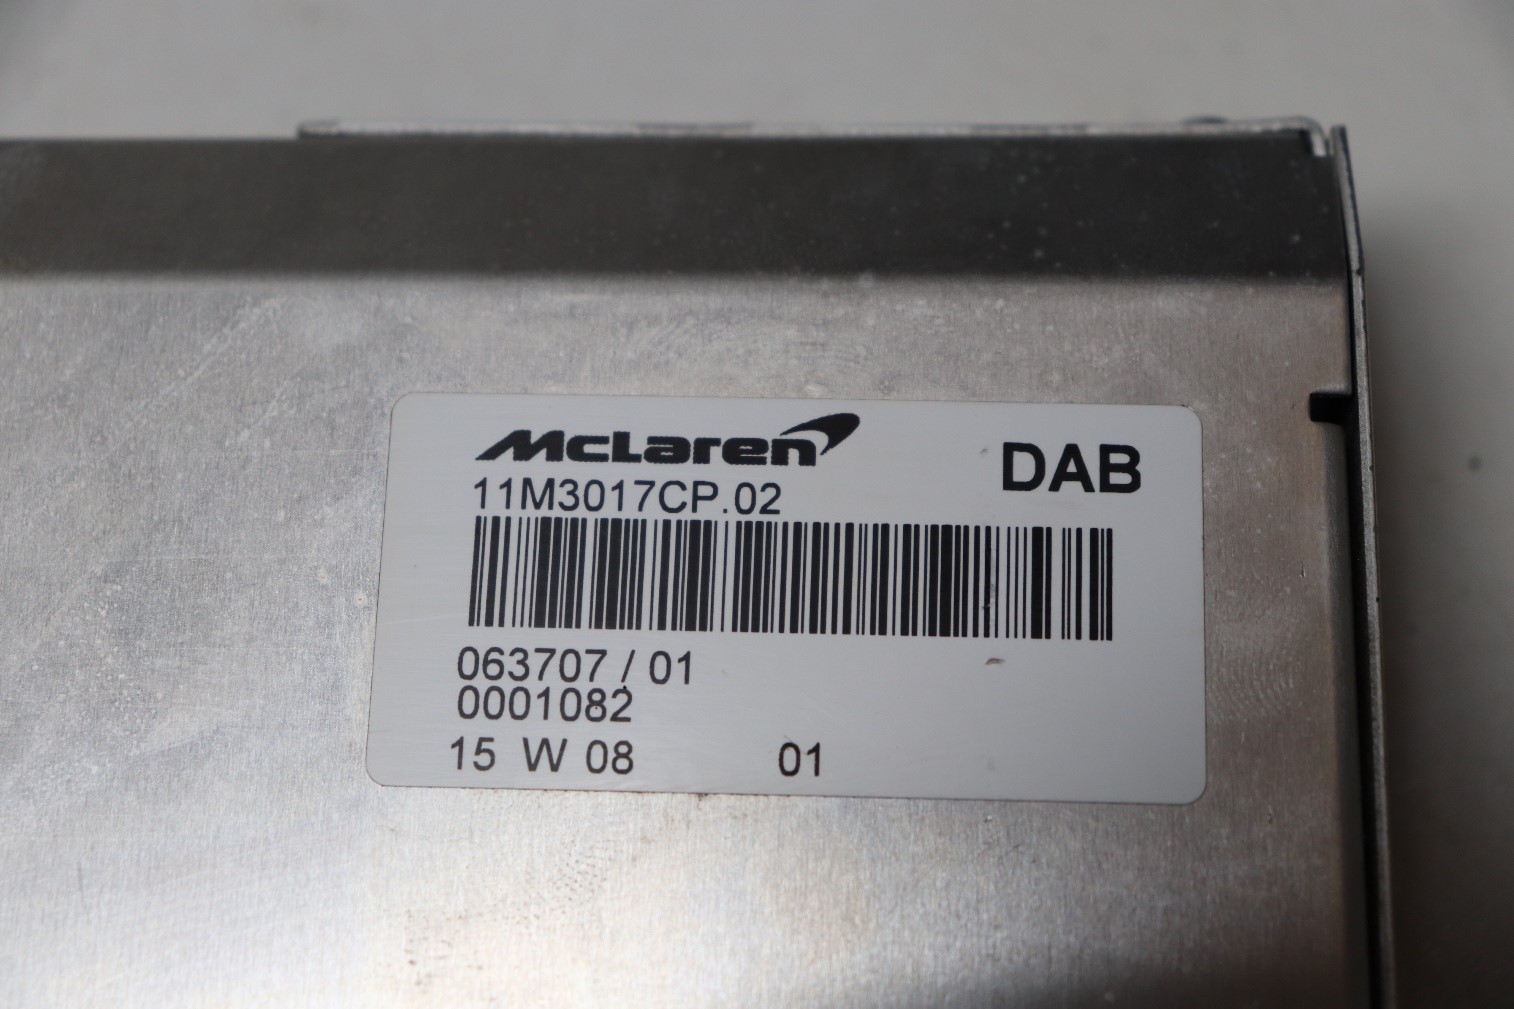 McLaren
DAB
11M3017CP.02
063707 / 01
0001082
15 W 08 01